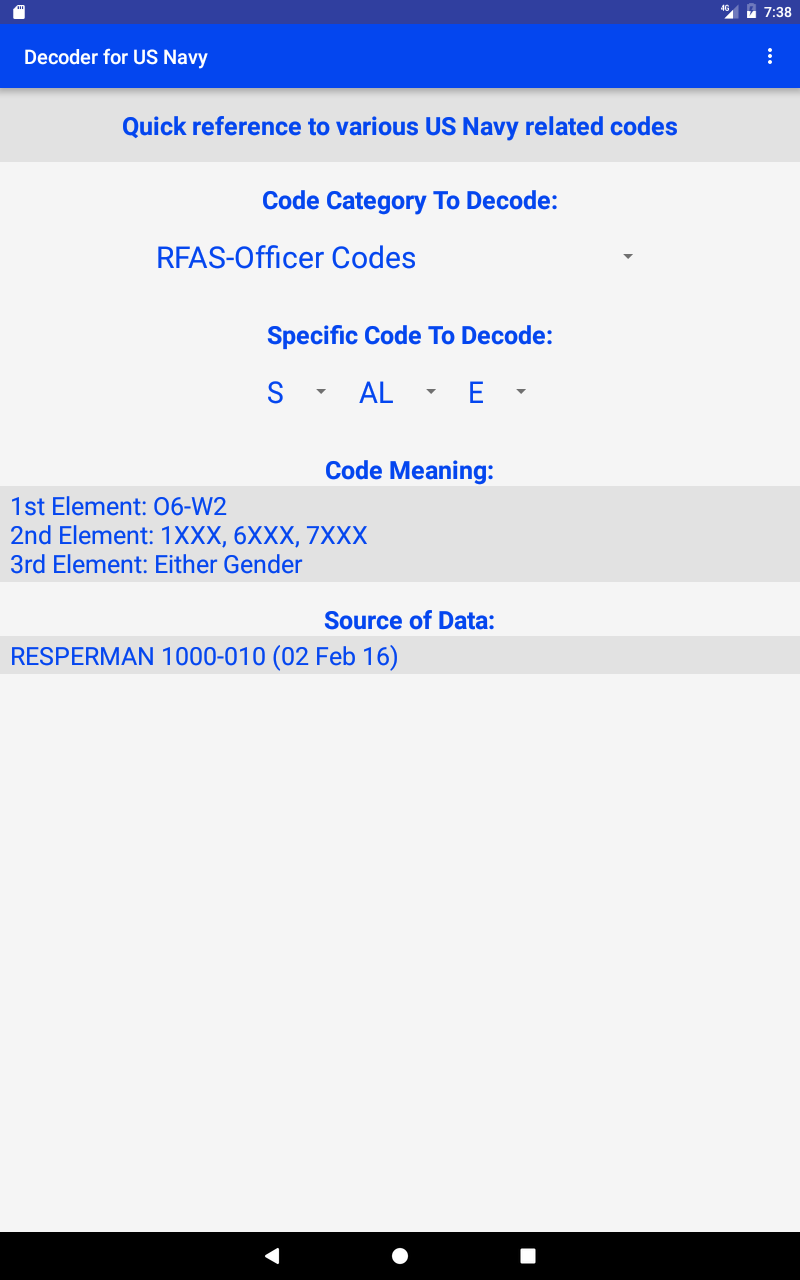 4G 7:38
Decoder for US Navy
Quick reference to various US Navy related codes
Code Category To Decode:
RFAS-Officer Codes
Specific Code To Decode:
S AL E
Code Meaning:
1st Element: O6-W2
2nd Element: 1XXX, 6XXX, 7XXX
3rd Element: Either Gender
Source of Data:
RESPERMAN 1000-010 (02 Feb 16)